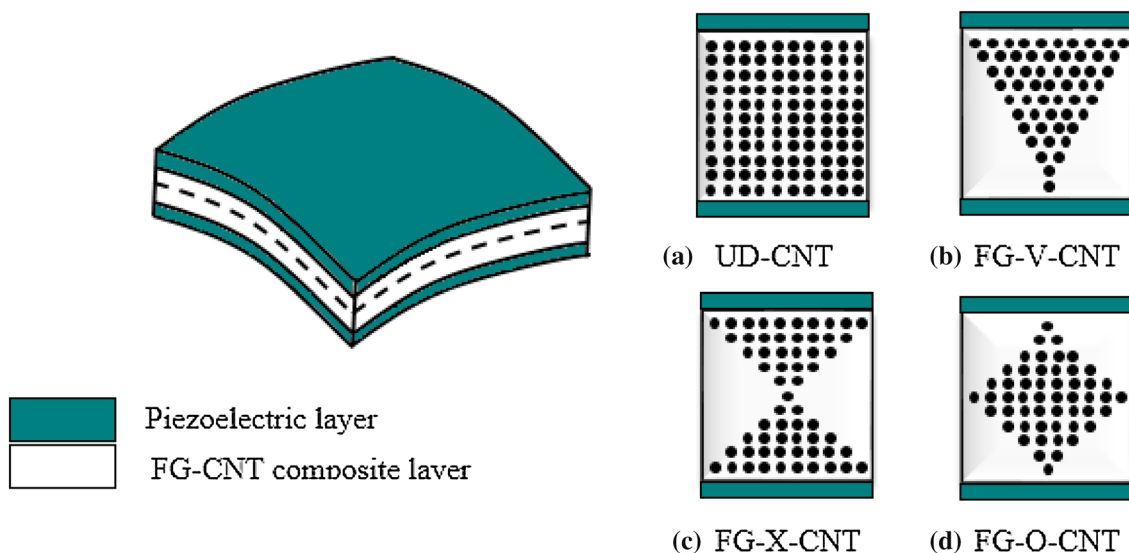 (a) UD-CNT
(b) FG-V-CNT
Piezoelectric layer
FG-CNT composite layer
(c) FG-X-CNT
(d) FG-O-CNT